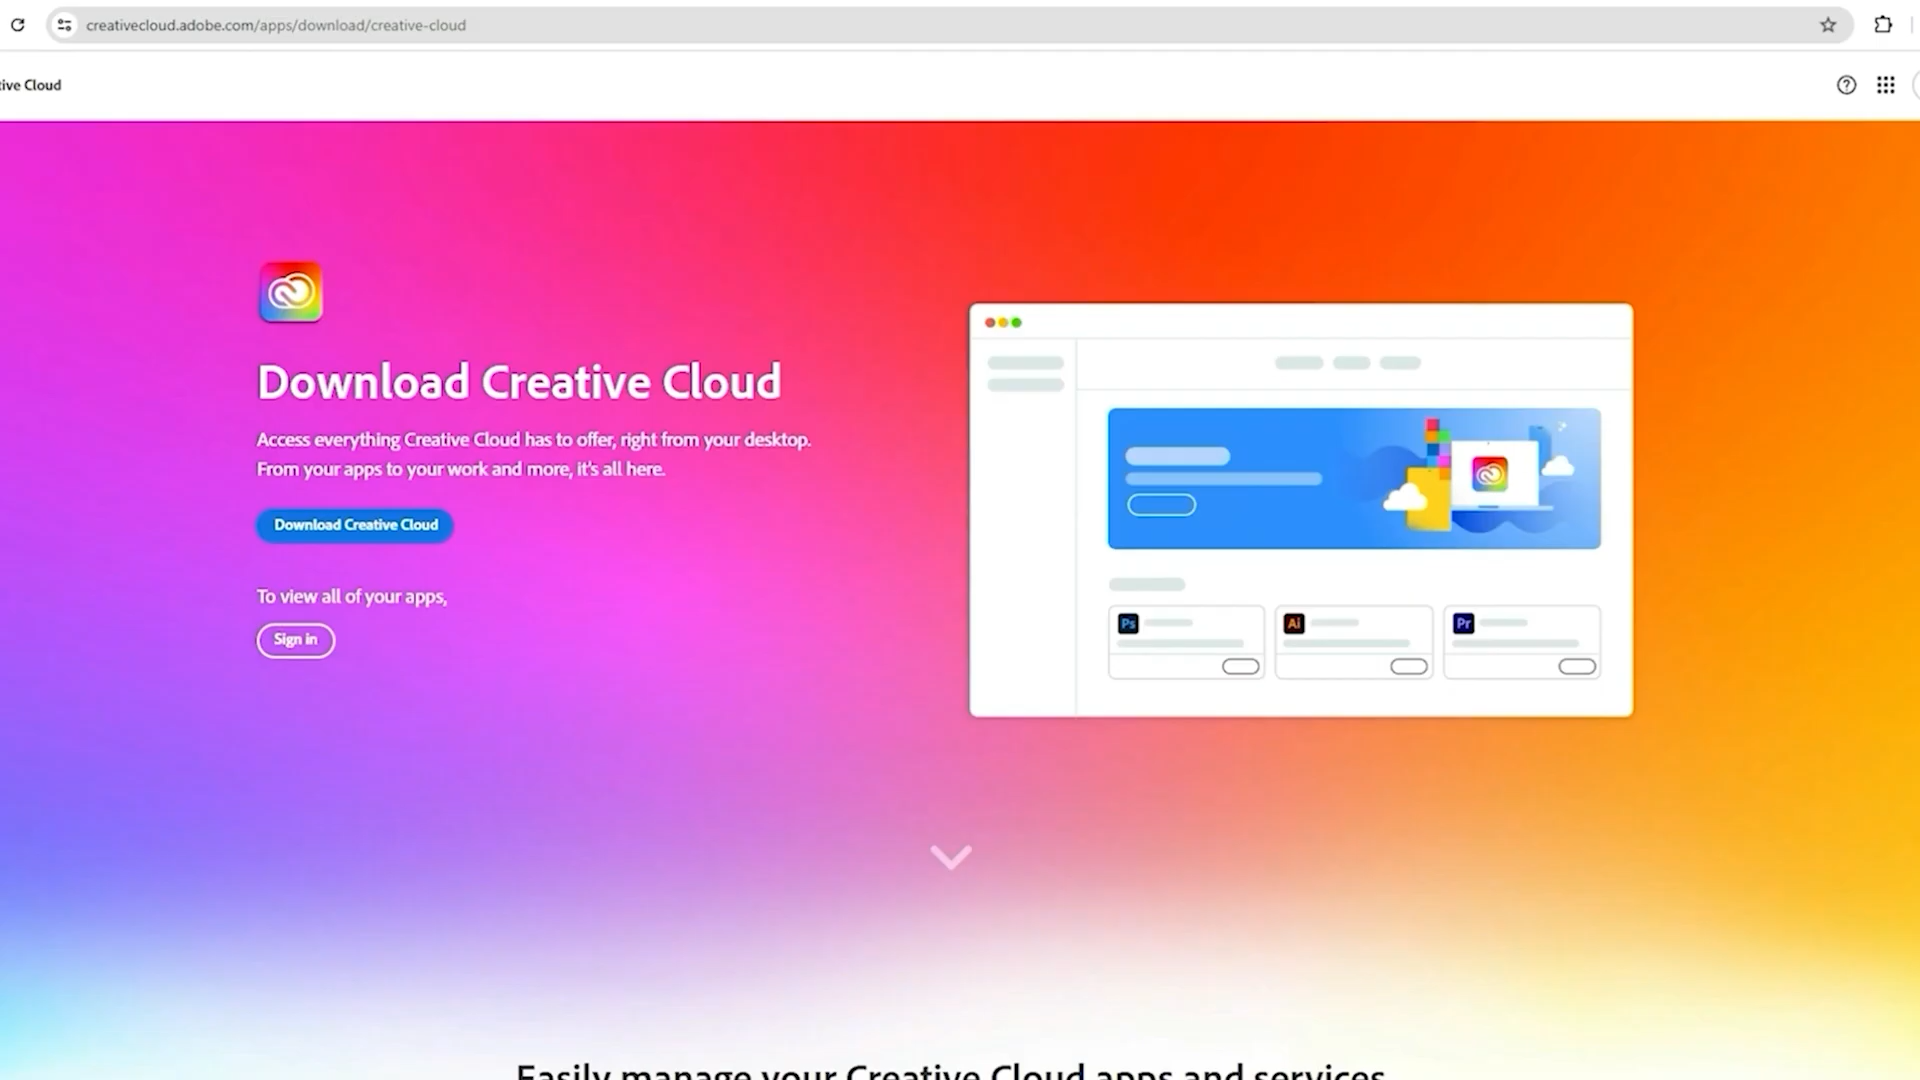 creativecloud.adobe.com/apps/download/creative-cloud
tive Cloud
Download Creative Cloud
Access everything Creative Cloud has to offer, right from your desktop.
From your apps to your work and more, it's all here.
Download Creative Cloud
To view all of your apps,
Sign in
Ps
Ai
Pr
Easily manage your Creative Cloud apps and services